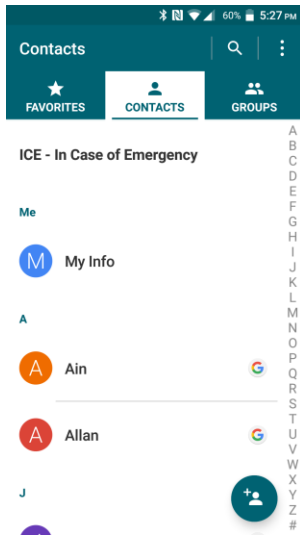 60% 5:27 PM
Contacts
FAVORITES CONTACTS GROUPS
ICE - In Case of Emergency
Me
M My Info
A
A Ain G
A Allan G
J
A
B
C
D
E
F
G
H
I
J
K
L
M
N
O
P
Q
R
S
T
U
V
W
X
Y
Z
#